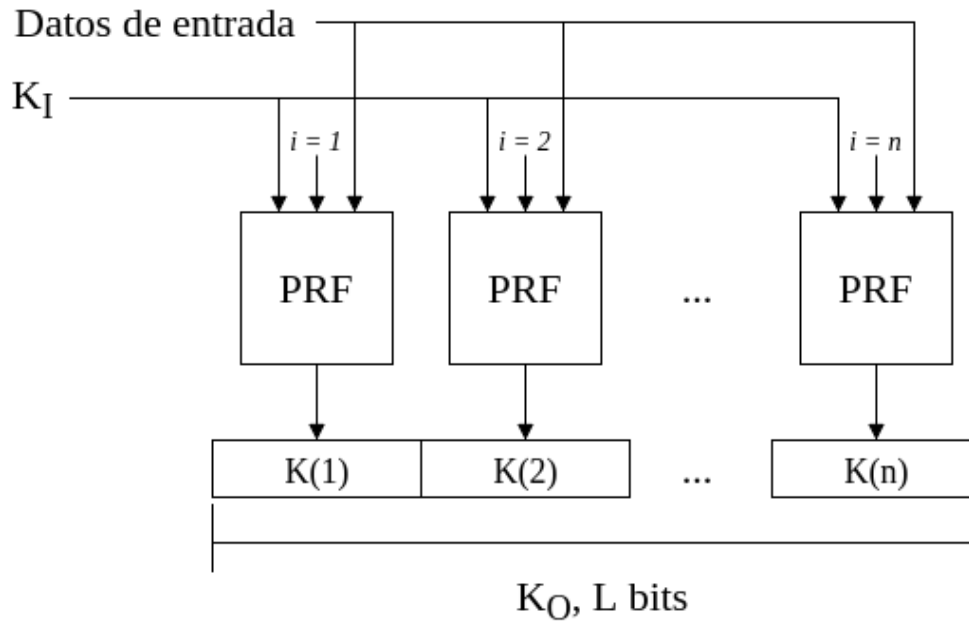 Datos de entrada
K_I
i = 1 i = 2 i = n
PRF PRF ... PRF
K(1) K(2) ... K(n)
K_O, L bits